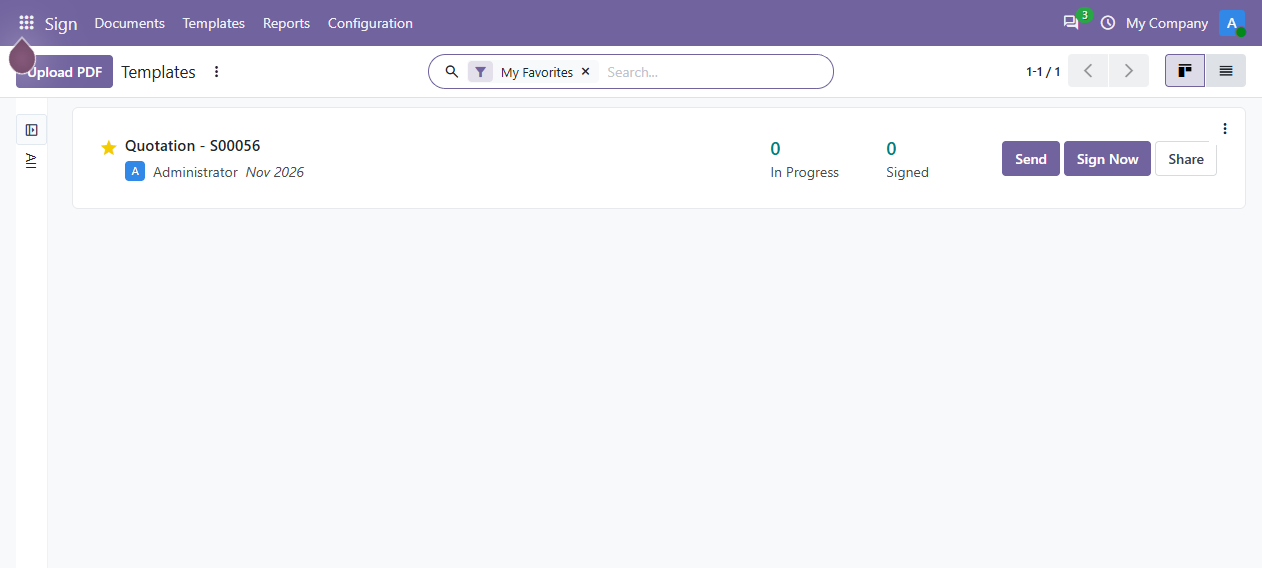 Sign Documents Templates Reports Configuration 3 My Company A
Upload PDF Templates My Favorites × Search... 1-1 / 1
All
Quotation - S00056
A Administrator Nov 2026
0 In Progress
0 Signed
Send Sign Now Share